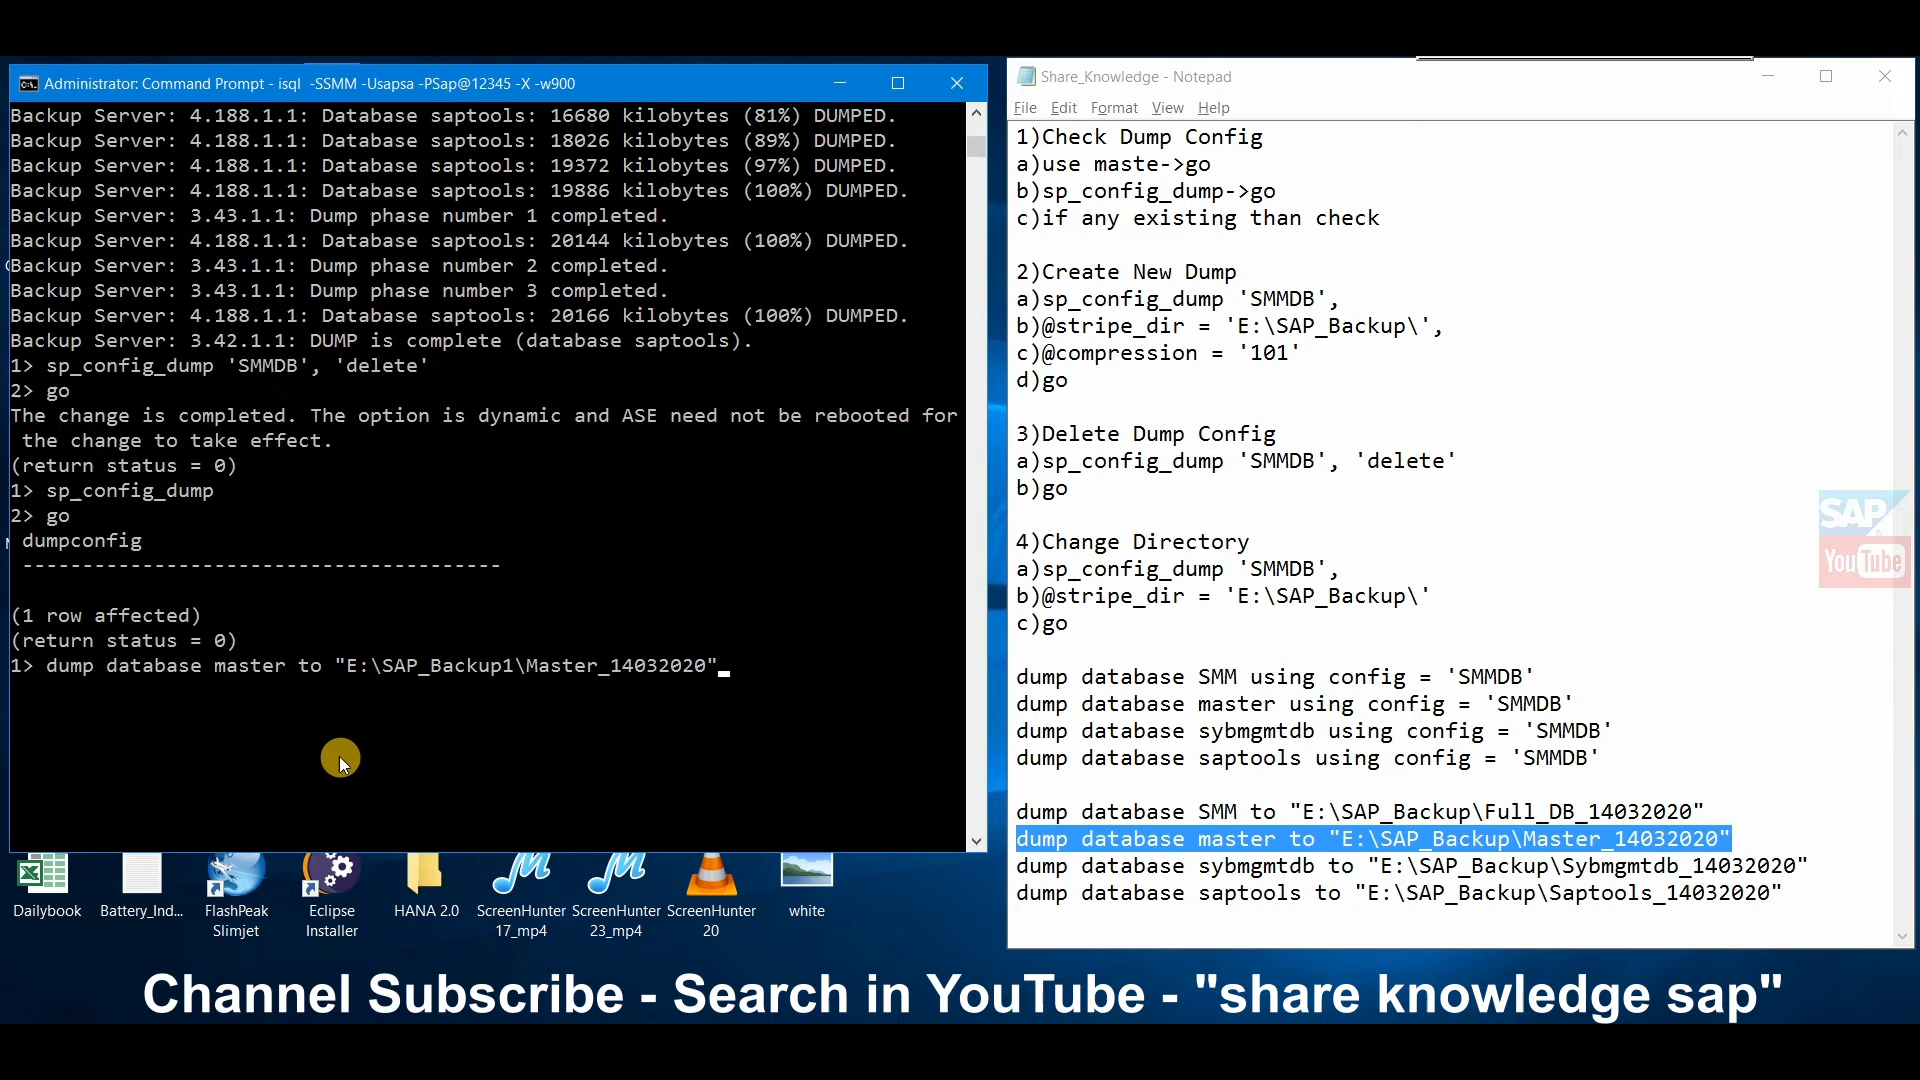 Administrator: Command Prompt - isql -SSMM -Usapsa -PSap@12345 -X -w900
Backup Server: 4.188.1.1: Database saptools: 16680 kilobytes (81%) DUMPED.
Backup Server: 4.188.1.1: Database saptools: 18026 kilobytes (89%) DUMPED.
Backup Server: 4.188.1.1: Database saptools: 19372 kilobytes (97%) DUMPED.
Backup Server: 4.188.1.1: Database saptools: 19886 kilobytes (100%) DUMPED.
Backup Server: 3.43.1.1: Dump phase number 1 completed.
Backup Server: 4.188.1.1: Database saptools: 20144 kilobytes (100%) DUMPED.
Backup Server: 3.43.1.1: Dump phase number 2 completed.
Backup Server: 3.43.1.1: Dump phase number 3 completed.
Backup Server: 4.188.1.1: Database saptools: 20166 kilobytes (100%) DUMPED.
Backup Server: 3.42.1.1: DUMP is complete (database saptools).
1> sp_config_dump 'SMMDB', 'delete'
2> go
The change is completed. The option is dynamic and ASE need not be rebooted for
the change to take effect.
(return status = 0)
1> sp_config_dump
2> go
dumpconfig
----------------------------------------
(1 row affected)
(return status = 0)
1> dump database master to "E:\SAP_Backup1\Master_14032020"
Share_Knowledge - Notepad
File Edit Format View Help
1)Check Dump Config
a)use maste->go
b)sp_config_dump->go
c)if any existing than check
2)Create New Dump
a)sp_config_dump 'SMMDB',
b)@stripe_dir = 'E:\SAP_Backup\',
c)@compression = '101'
d)go
3)Delete Dump Config
a)sp_config_dump 'SMMDB', 'delete'
b)go
4)Change Directory
a)sp_config_dump 'SMMDB',
b)@stripe_dir = 'E:\SAP_Backup\'
c)go
dump database SMM using config = 'SMMDB'
dump database master using config = 'SMMDB'
dump database sybmgmtdb using config = 'SMMDB'
dump database saptools using config = 'SMMDB'
dump database SMM to "E:\SAP_Backup\Full_DB_14032020"
dump database master to "E:\SAP_Backup\Master_14032020"
dump database sybmgmtdb to "E:\SAP_Backup\Sybmgmtdb_14032020"
dump database saptools to "E:\SAP_Backup\Saptools_14032020"
SAP
YouTube
Dailybook
Battery_Ind...
FlashPeak
Slimjet
Eclipse
Installer
HANA 2.0
ScreenHunter
17_mp4
ScreenHunter
23_mp4
ScreenHunter
20
white
Channel Subscribe - Search in YouTube - "share knowledge sap"